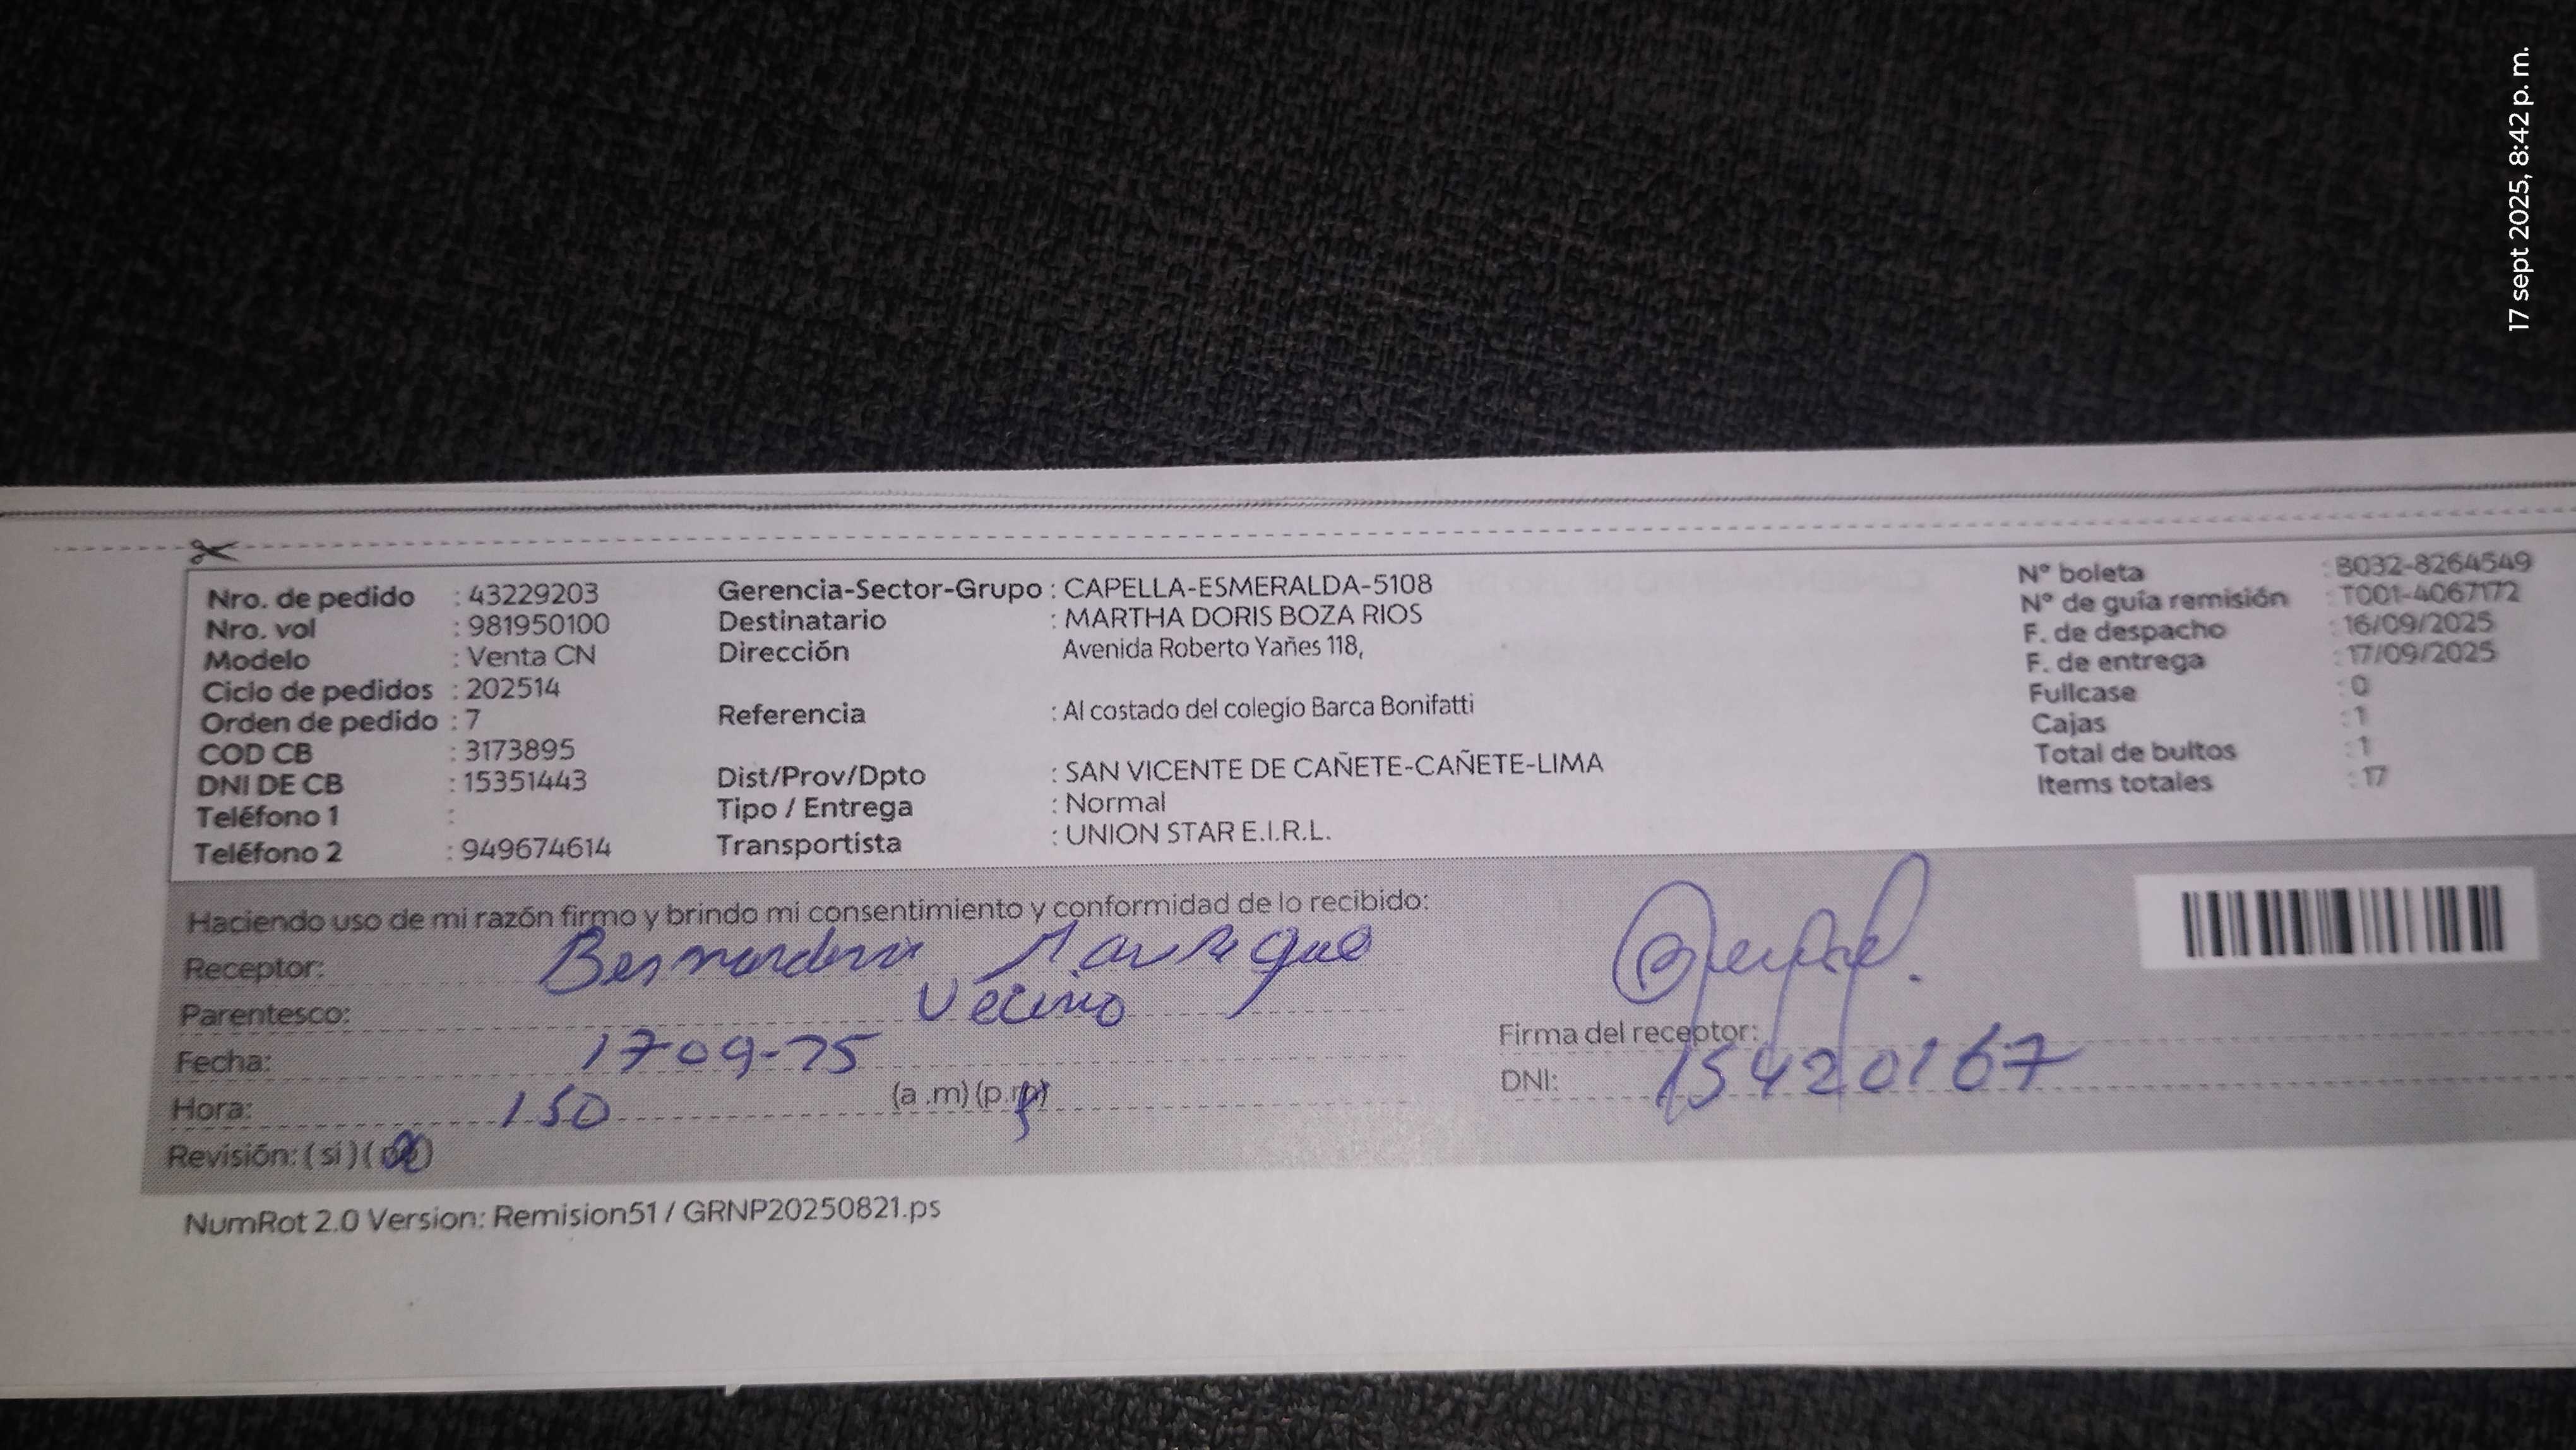 Nro. de pedido : 43229203
Nro. vol : 981950100
Modelo : Venta CN
Ciclo de pedidos : 202514
Orden de pedido : 7
COD CB : 3173895
DNI DE CB : 15351443
Teléfono 1 :
Teléfono 2 : 949674614
Gerencia-Sector-Grupo : CAPELLA-ESMERALDA-5108
Destinatario : MARTHA DORIS BOZA RIOS
Dirección Avenida Roberto Yañes 118,
Referencia : Al costado del colegio Barca Bonifatti
Dist/Prov/Dpto : SAN VICENTE DE CAÑETE-CAÑETE-LIMA
Tipo / Entrega : Normal
Transportista : UNION STAR E.I.R.L.
N° boleta : B032-8264549
N° de guía remisión : T001-4067172
F. de despacho : 16/09/2025
F. de entrega : 17/09/2025
Fullcase : 0
Cajas : 1
Total de bultos : 1
Items totales : 17
Haciendo uso de mi razón firmo y brindo mi consentimiento y conformidad de lo recibido:
Receptor:
Parentesco: Vecino
Fecha: 1709-25
Hora: 150 (a .m) (p.m)
Revisión: ( si ) ( no )
Firma del receptor:
DNI: 15420167
NumRot 2.0 Version: Remision51 / GRNP20250821.ps
17 sept 2025, 8:42 p. m.